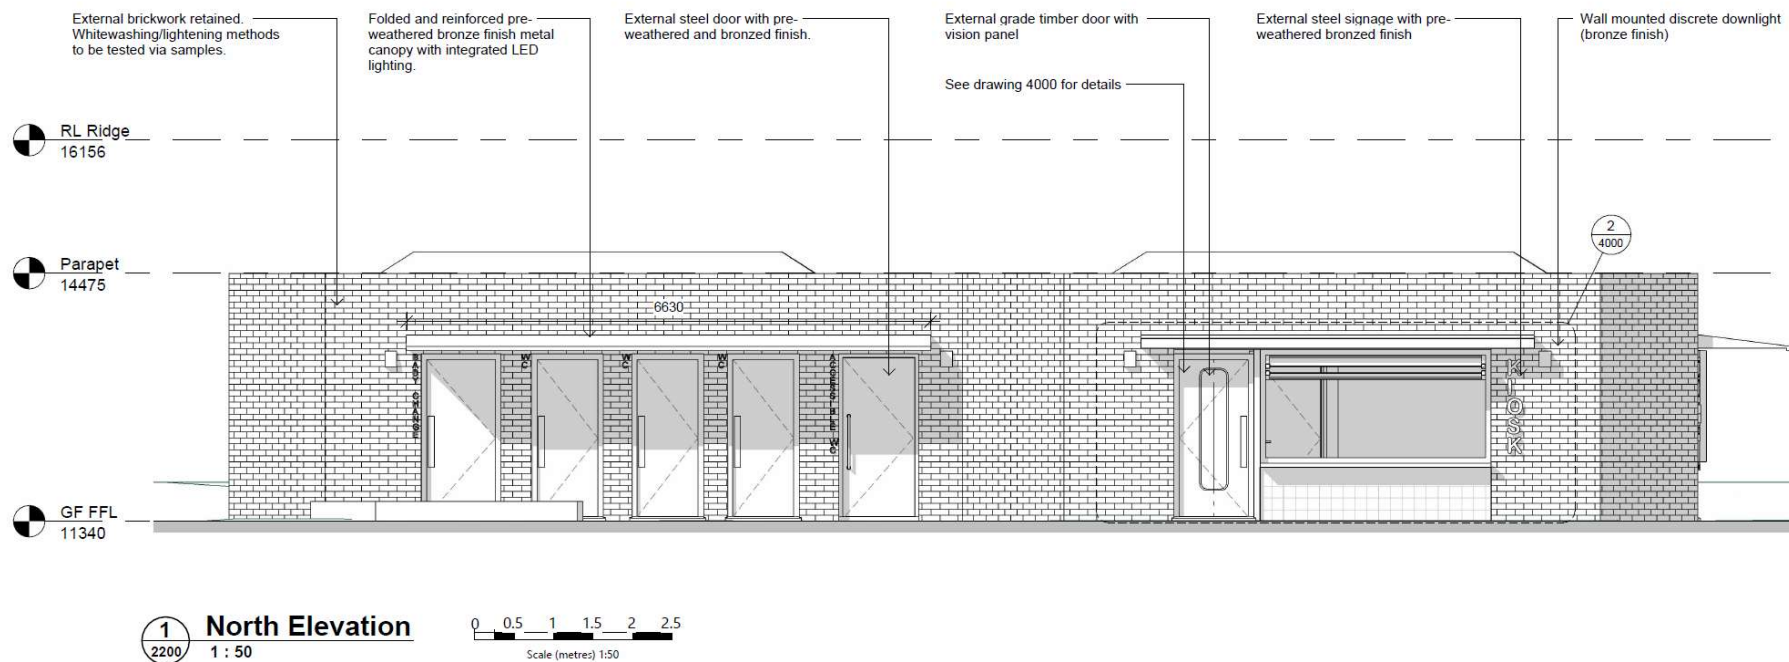 External brickwork retained.
Whitewashing/lightening methods
to be tested via samples.
Folded and reinforced pre-
weathered bronze finish metal
canopy with integrated LED
lighting.
External steel door with pre-
weathered and bronzed finish.
External grade timber door with
vision panel
See drawing 4000 for details
External steel signage with pre-
weathered bronzed finish
Wall mounted discrete downlight
(bronze finish)
RL Ridge
16156
2
4000
Parapet
14475
6630
BABY CHANGE
WC
WC
WC
ACCESSIBLE WC
KIOSK
GF FFL
11340
1
2200
North Elevation
1 : 50
0 0.5 1 1.5 2 2.5
Scale (metres) 1:50